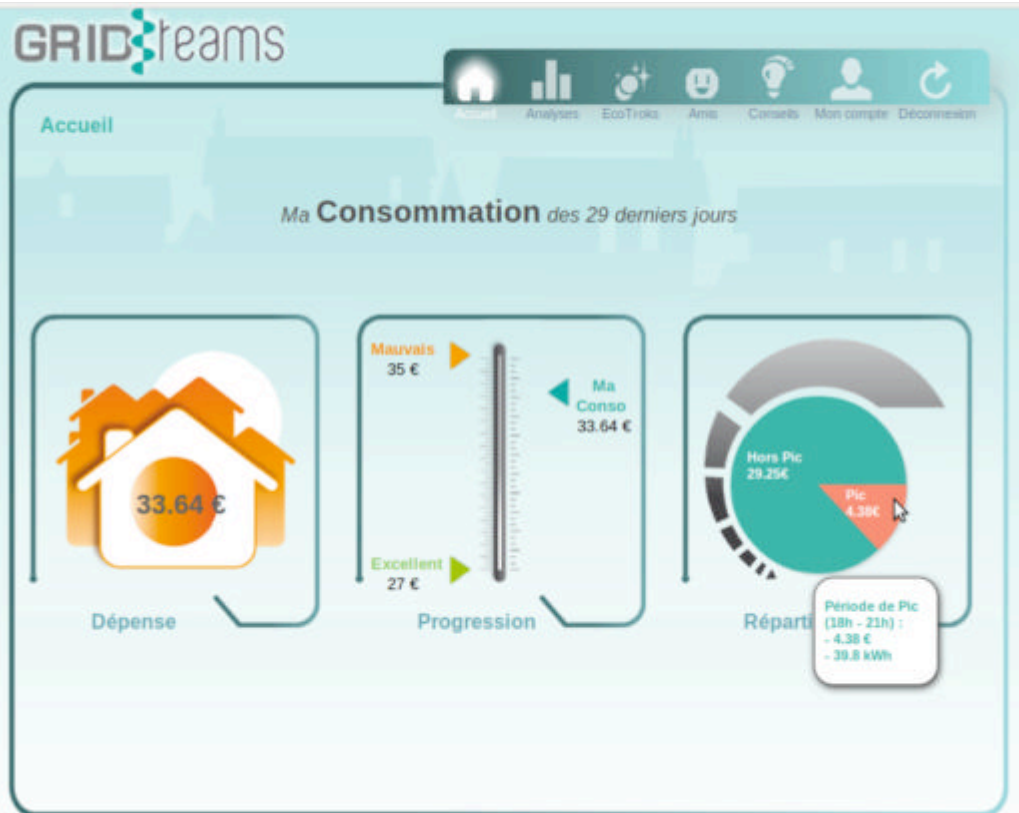 GRID teams
Accueil
Analyses
EcoTroks
Amis
Conseils
Mon compte
Déconnexion
Accueil
Ma Consommation des 29 derniers jours
33.64 €
Dépense
Mauvais
35 €
Ma
Conso
33.64 €
Excellent
27 €
Progression
Hors Pic
29.25€
Pic
4.38€
Réparti
Période de Pic
(18h - 21h) :
- 4.38 €
- 39.8 kWh